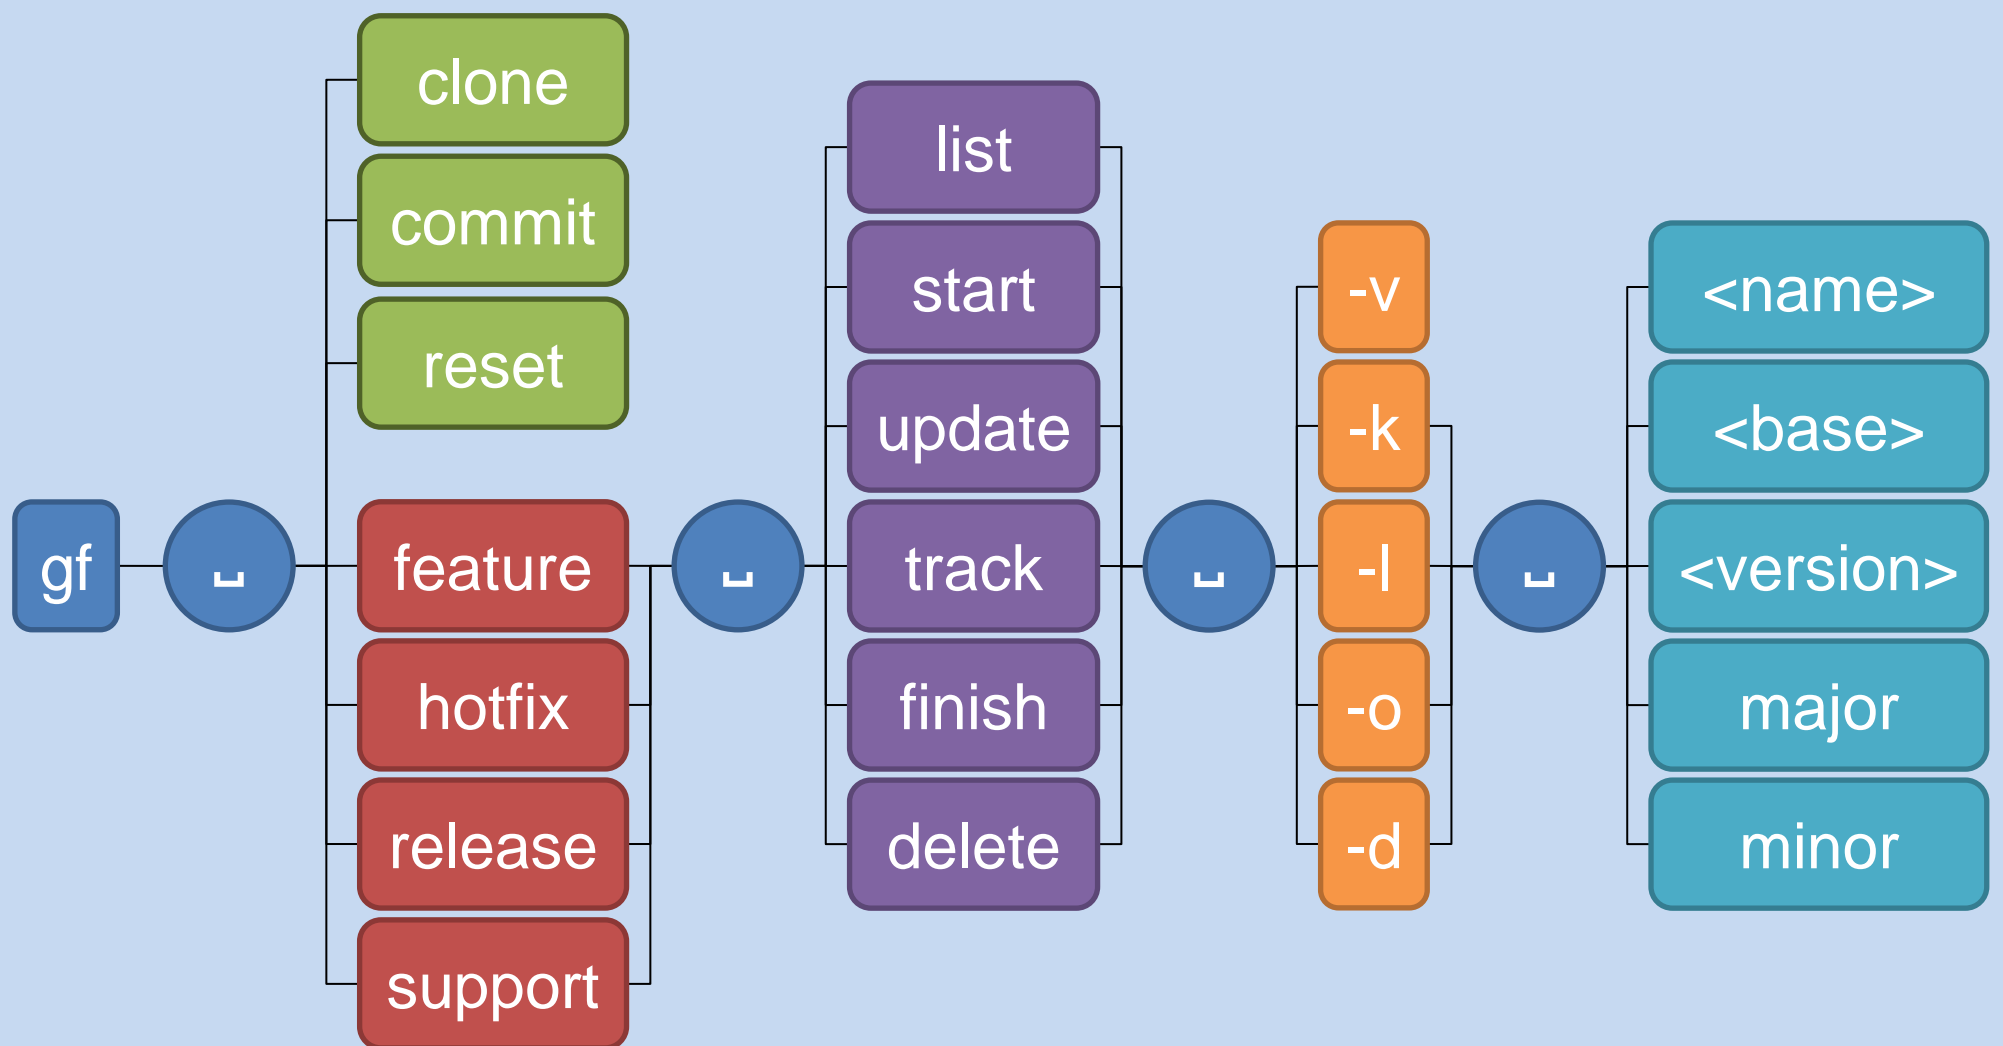 gf
␣
clone
commit
reset
feature
hotfix
release
support
␣
list
start
update
track
finish
delete
␣
-v
-k
-l
-o
-d
␣
<name>
<base>
<version>
major
minor